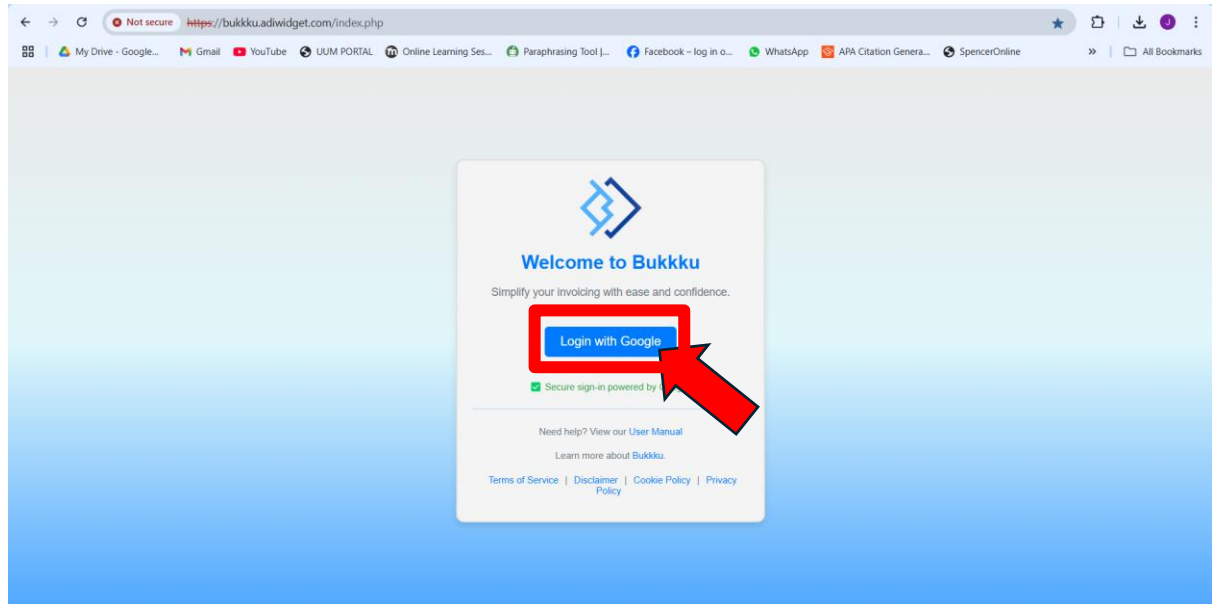 Not secure https://bukkku.adiwidget.com/index.php J
My Drive - Google... Gmail YouTube UUM PORTAL Online Learning Ses... Paraphrasing Tool |... Facebook – log in o... WhatsApp APA Citation Genera... SpencerOnline » All Bookmarks
Welcome to Bukkku
Simplify your invoicing with ease and confidence.
Login with Google
Secure sign-in powered by
Need help? View our User Manual
Learn more about Bukkku.
Terms of Service | Disclaimer | Cookie Policy | Privacy
Policy